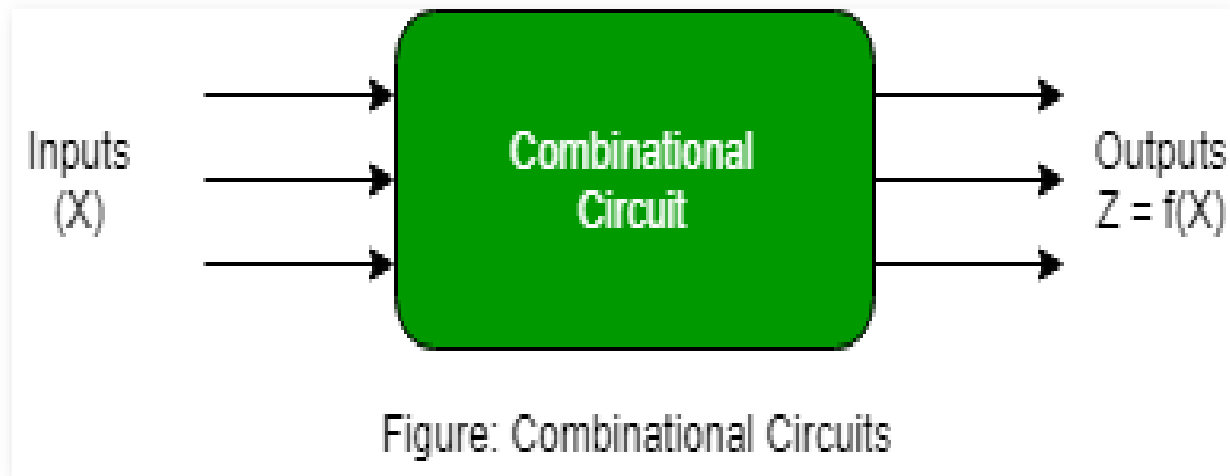 Inputs
(X)
Combinational
Circuit
Outputs
Z = f(X)
Figure: Combinational Circuits